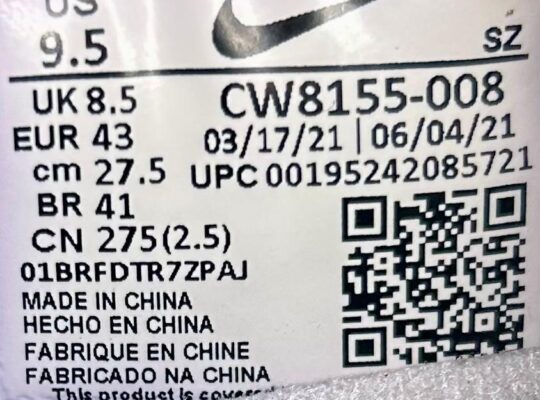 US
9.5
SZ
UK 8.5
CW8155-008
EUR 43
03/17/21 | 06/04/21
cm 27.5
UPC 00195242085721
BR 41
CN 275(2.5)
01BRFDTR7ZPAJ
MADE IN CHINA
HECHO EN CHINA
FABRIQUE EN CHINE
FABRICADO NA CHINA
This product is covered